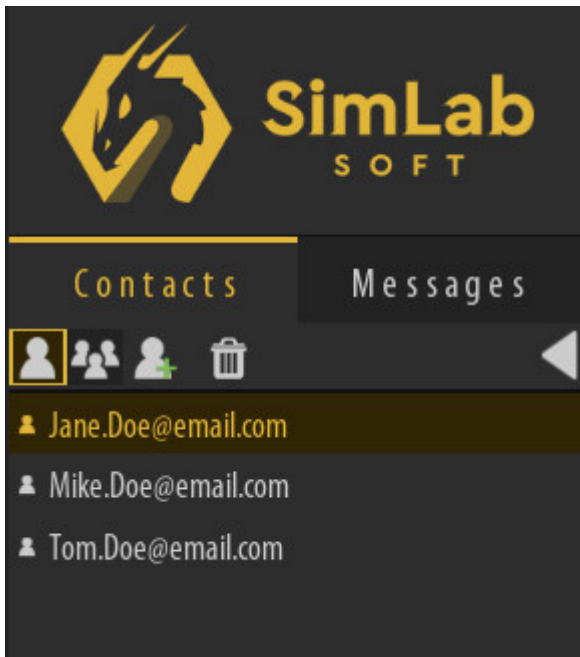 SimLab
SOFT
Contacts Messages
Jane.Doe@email.com
Mike.Doe@email.com
Tom.Doe@email.com